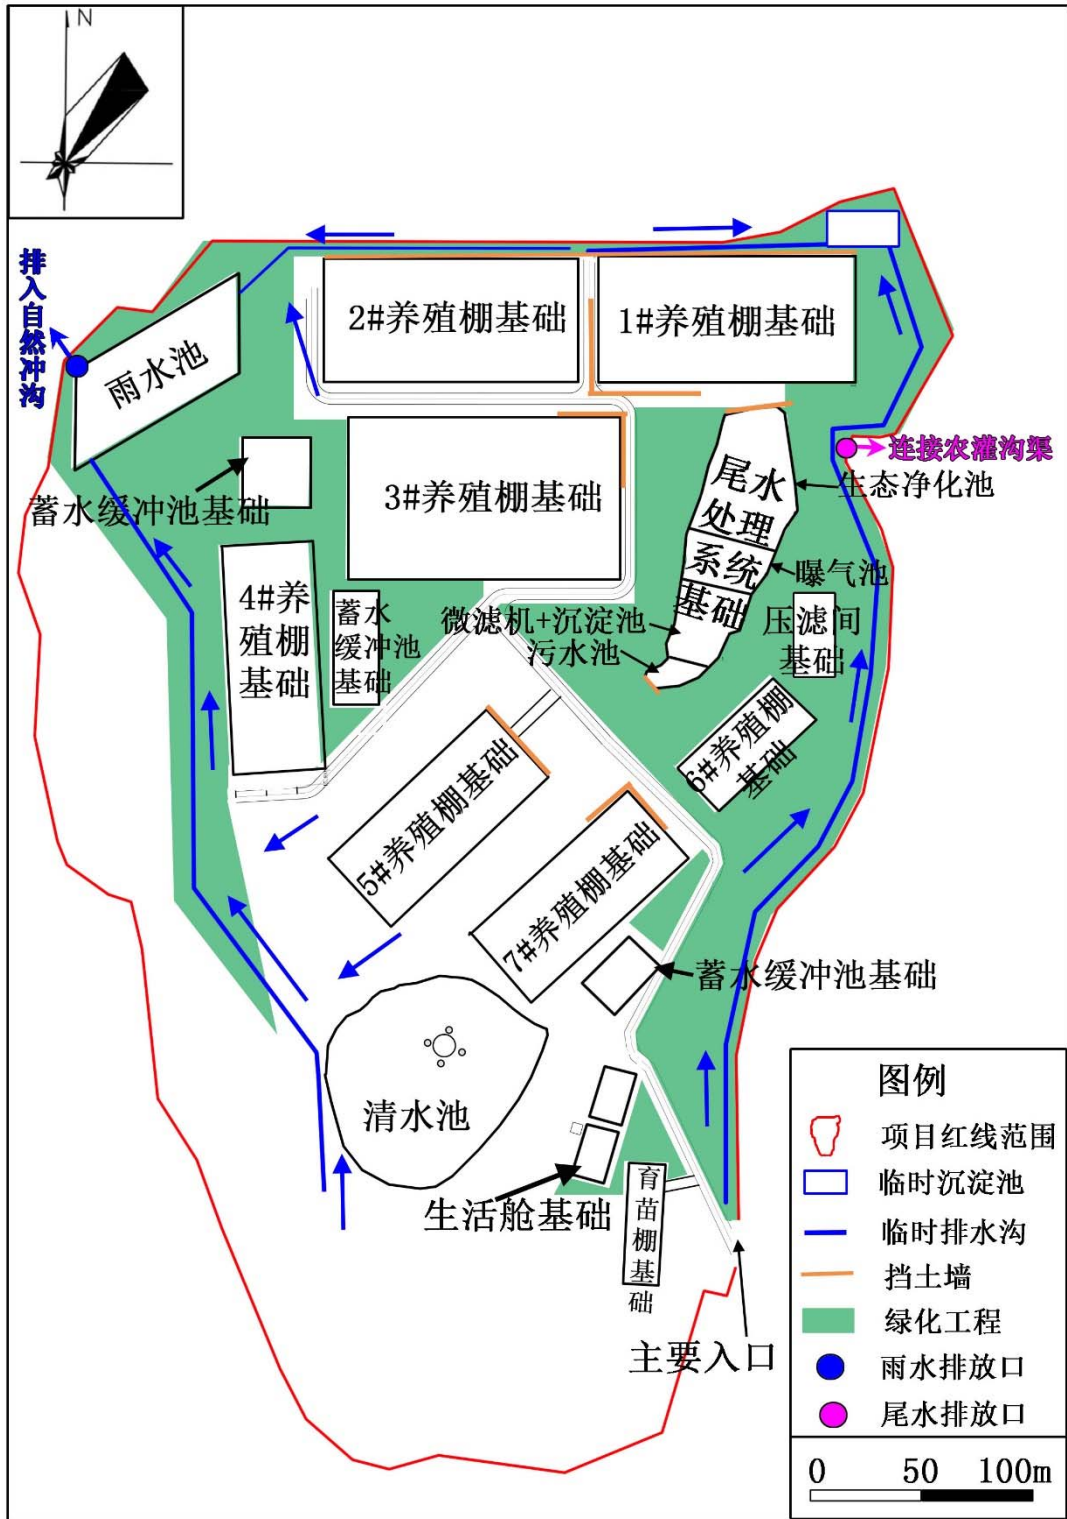 N
排入自然冲沟
2#养殖棚基础
1#养殖棚基础
雨水池
连接农灌沟渠
蓄水缓冲池基础
3#养殖棚基础
尾水
处理
系统
基础
生态净化池
曝气池
4#养
殖棚
基础
蓄水
缓冲池
基础
微滤机+沉淀池
污水池
压滤间
基础
5#养殖棚基础
6#养殖棚
基础
7#养殖棚基础
蓄水缓冲池基础
清水池
生活舱基础
育苗棚基础
主要入口
图例
项目红线范围
临时沉淀池
临时排水沟
挡土墙
绿化工程
雨水排放口
尾水排放口
0 50 100m